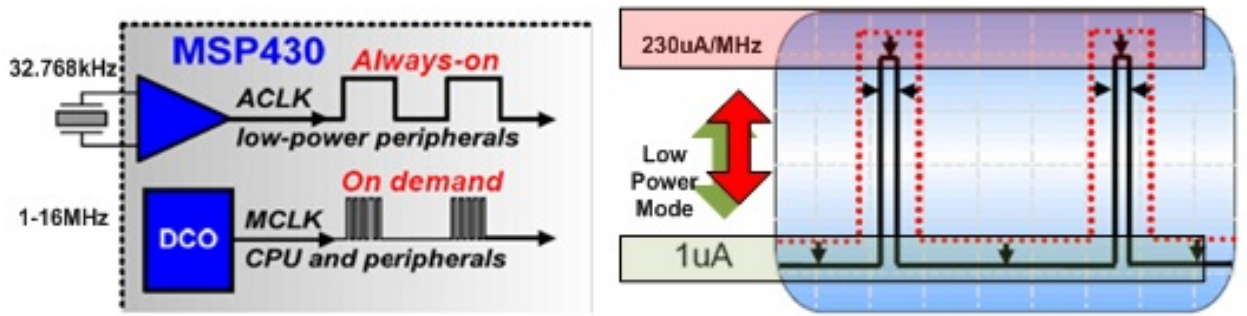 MSP430
32.768kHz
Always-on
ACLK
low-power peripherals
On demand
1-16MHz
MCLK
DCO
CPU and peripherals
230uA/MHz
Low
Power
Mode
1uA